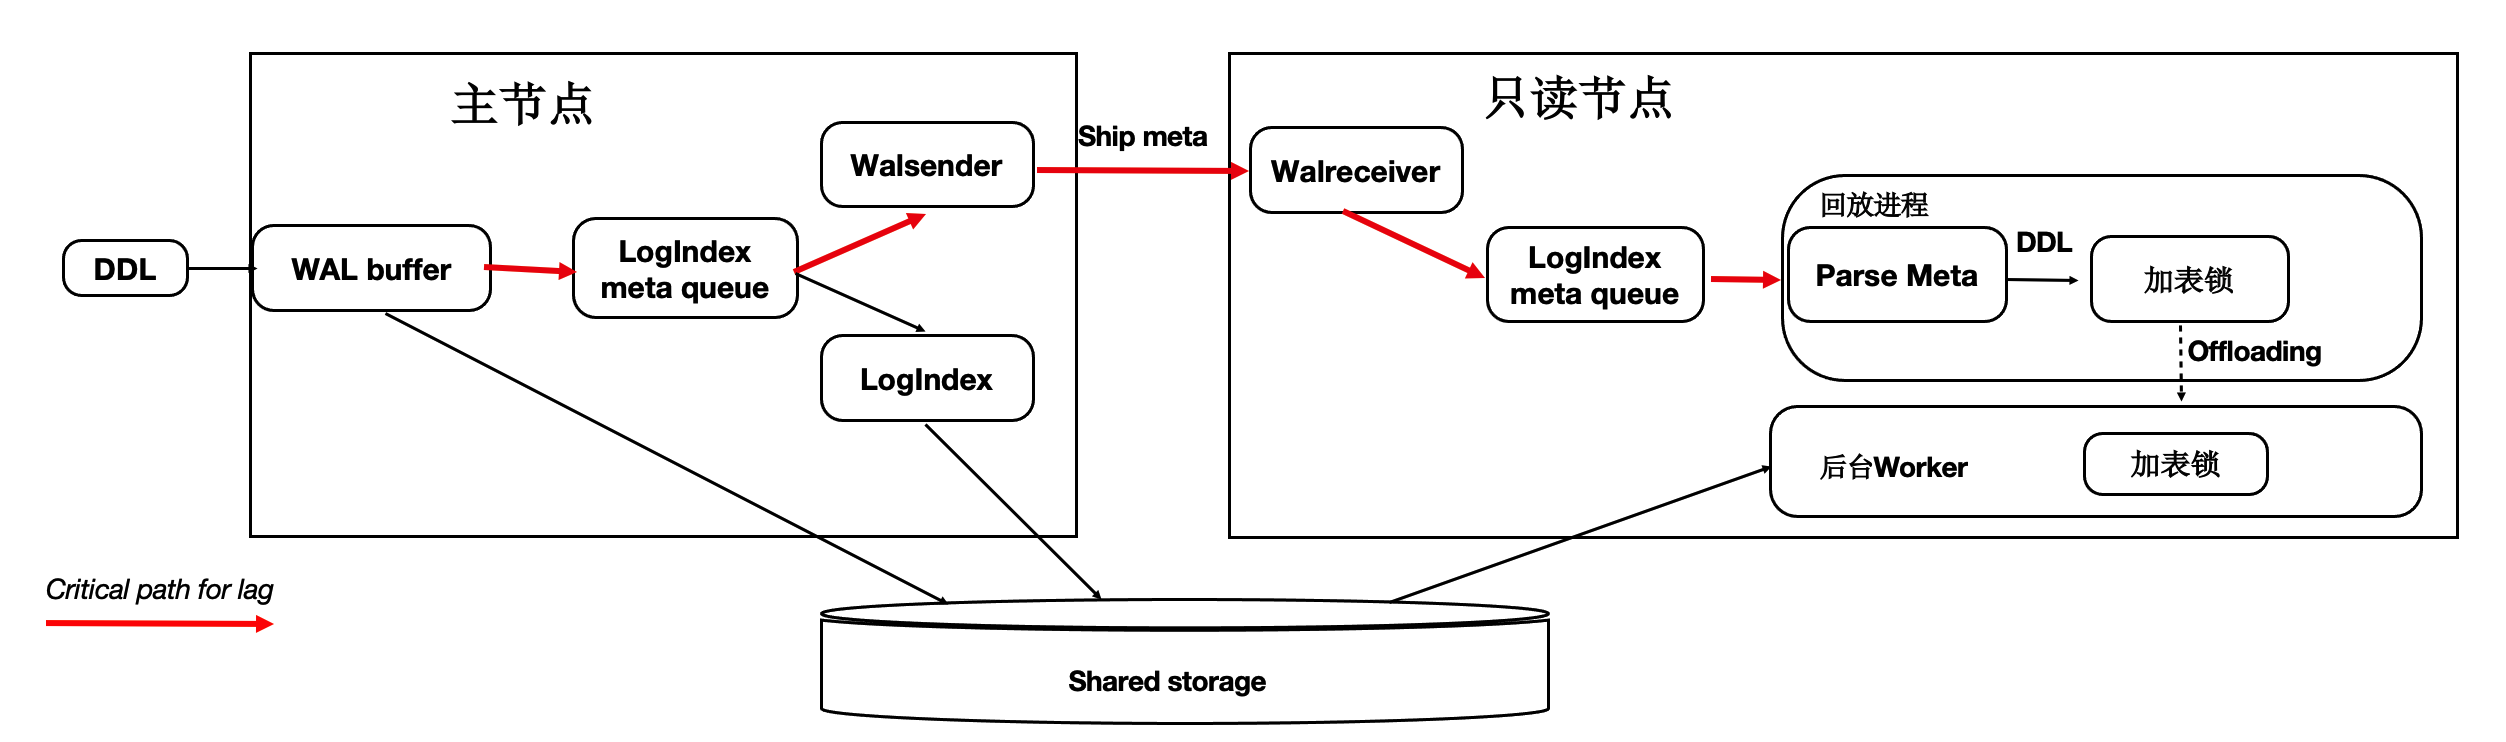 主节点
只读节点
Ship meta
Walsender
Walreceiver
回放进程
DDL
WAL buffer
LogIndex
meta queue
LogIndex
meta queue
Parse Meta
DDL
加表锁
Offloading
LogIndex
后台Worker
加表锁
Critical path for lag
Shared storage